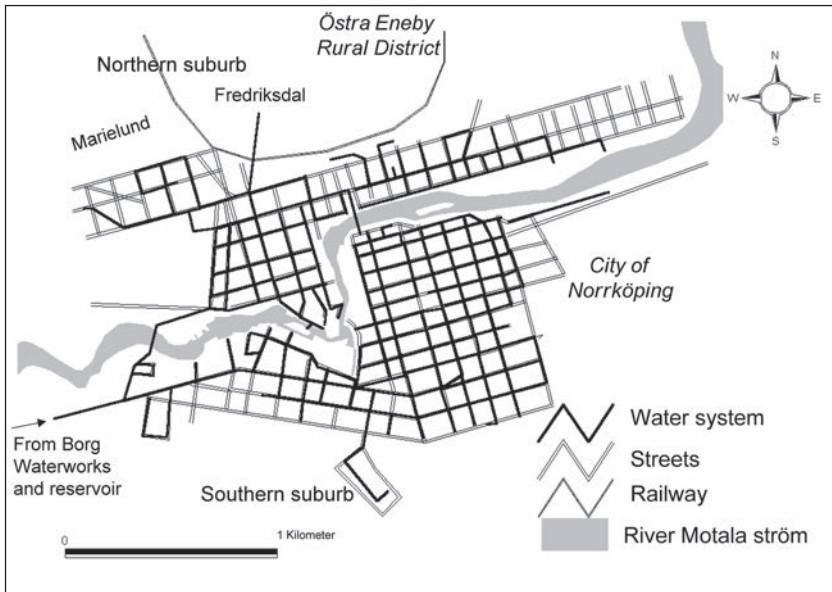 Östra Eneby
Rural District
Northern suburb
Fredriksdal
Marielund
N
W
E
S
City of
Norrköping
From Borg
Waterworks
and reservoir
Southern suburb
0
1 Kilometer
Water system
Streets
Railway
River Motala ström